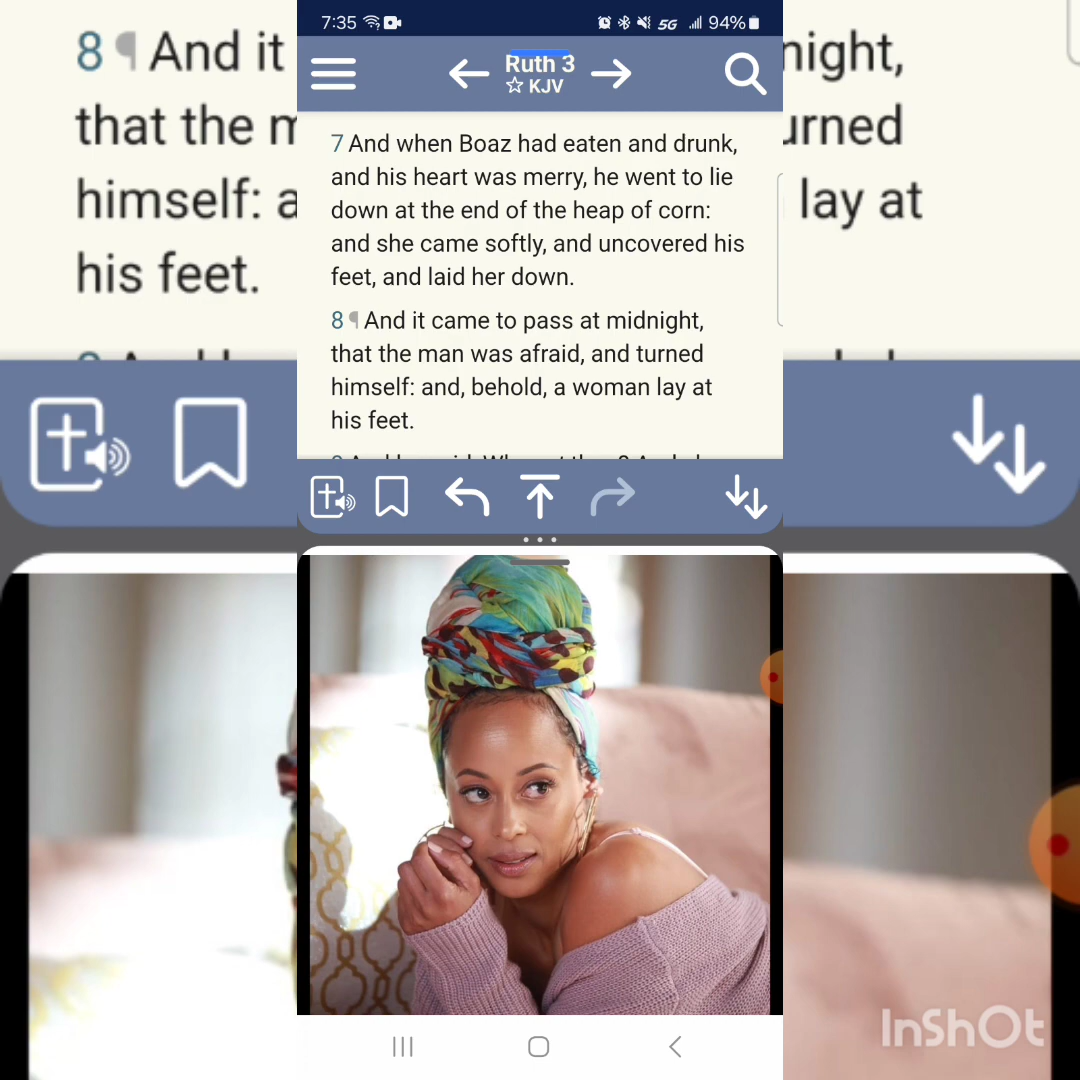 7:35
5G
94%
Ruth 3
☆ KJV
7 And when Boaz had eaten and drunk,
and his heart was merry, he went to lie
down at the end of the heap of corn:
and she came softly, and uncovered his
feet, and laid her down.
8 ¶ And it came to pass at midnight,
that the man was afraid, and turned
himself: and, behold, a woman lay at
his feet.
8 ¶ And it
night,
that the m
urned
himself: a
lay at
his feet.
InShOt